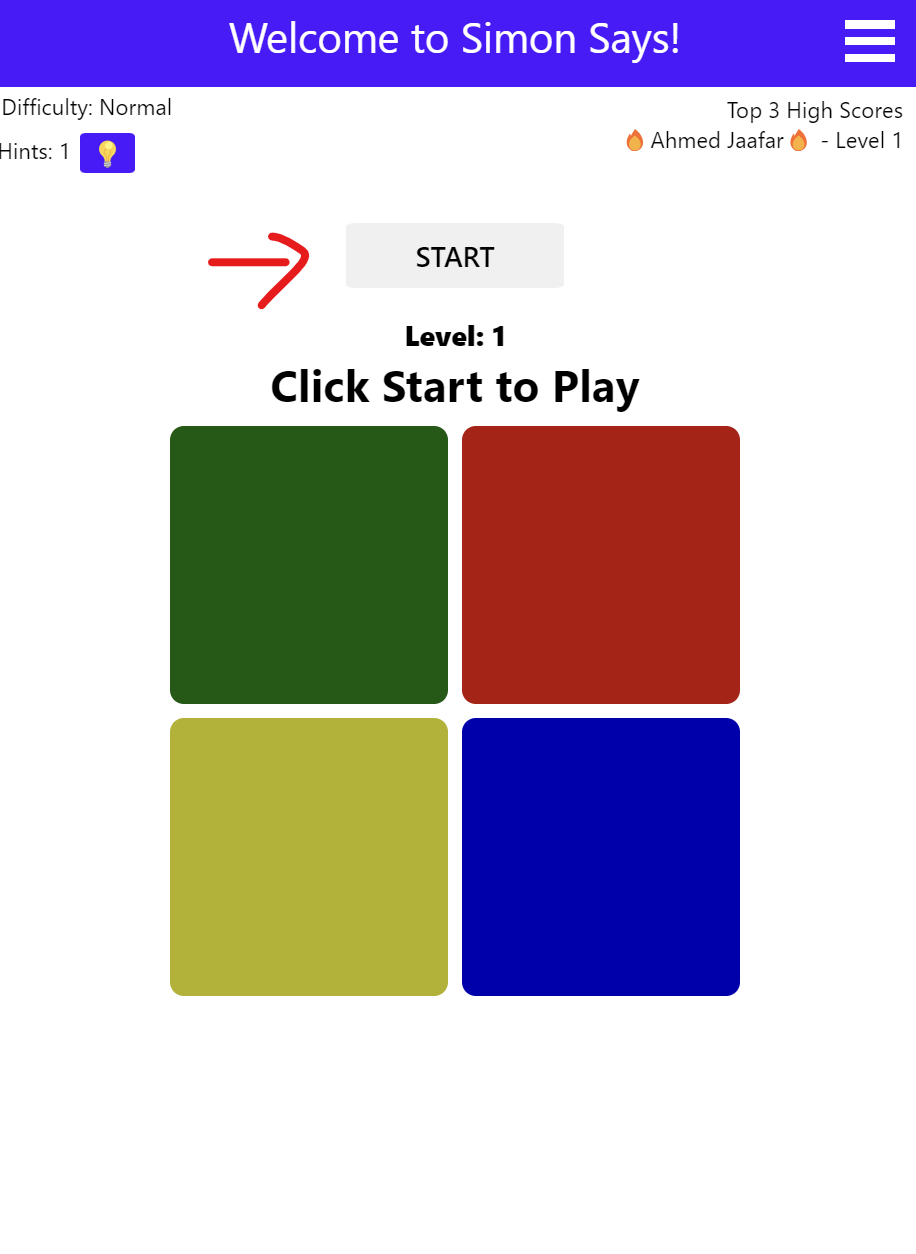 Welcome to Simon Says!
Difficulty: Normal
Hints: 1
Top 3 High Scores
🔥Ahmed Jaafar🔥 - Level 1
START
Level: 1
Click Start to Play